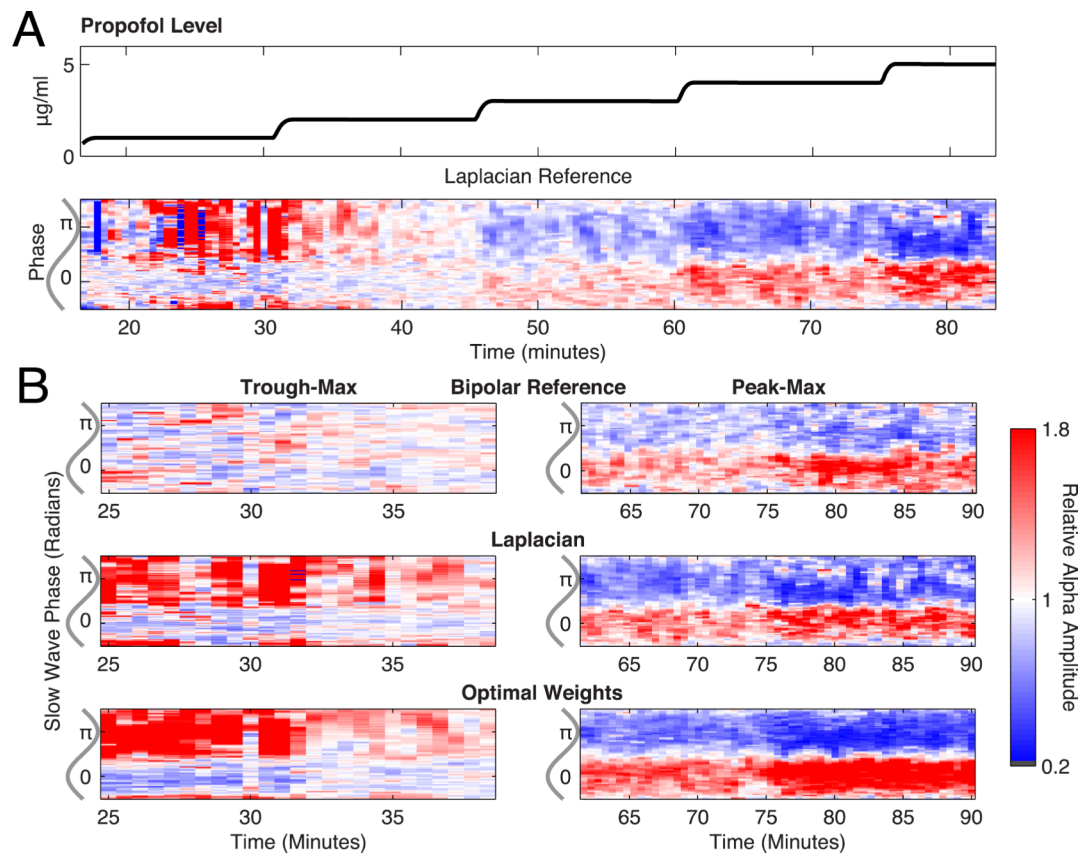 A
Propofol Level
5
0
µg/ml
Laplacian Reference
π
0
Phase
20 30 40 50 60 70 80
Time (minutes)
B
Trough-Max Bipolar Reference Peak-Max
π
0
25 30 35
π
0
65 70 75 80 85 90
Laplacian
π
0
25 30 35
π
0
65 70 75 80 85 90
Optimal Weights
π
0
25 30 35
Time (Minutes)
π
0
65 70 75 80 85 90
Time (Minutes)
Slow Wave Phase (Radians)
1.8
1
0.2
Relative Alpha Amplitude